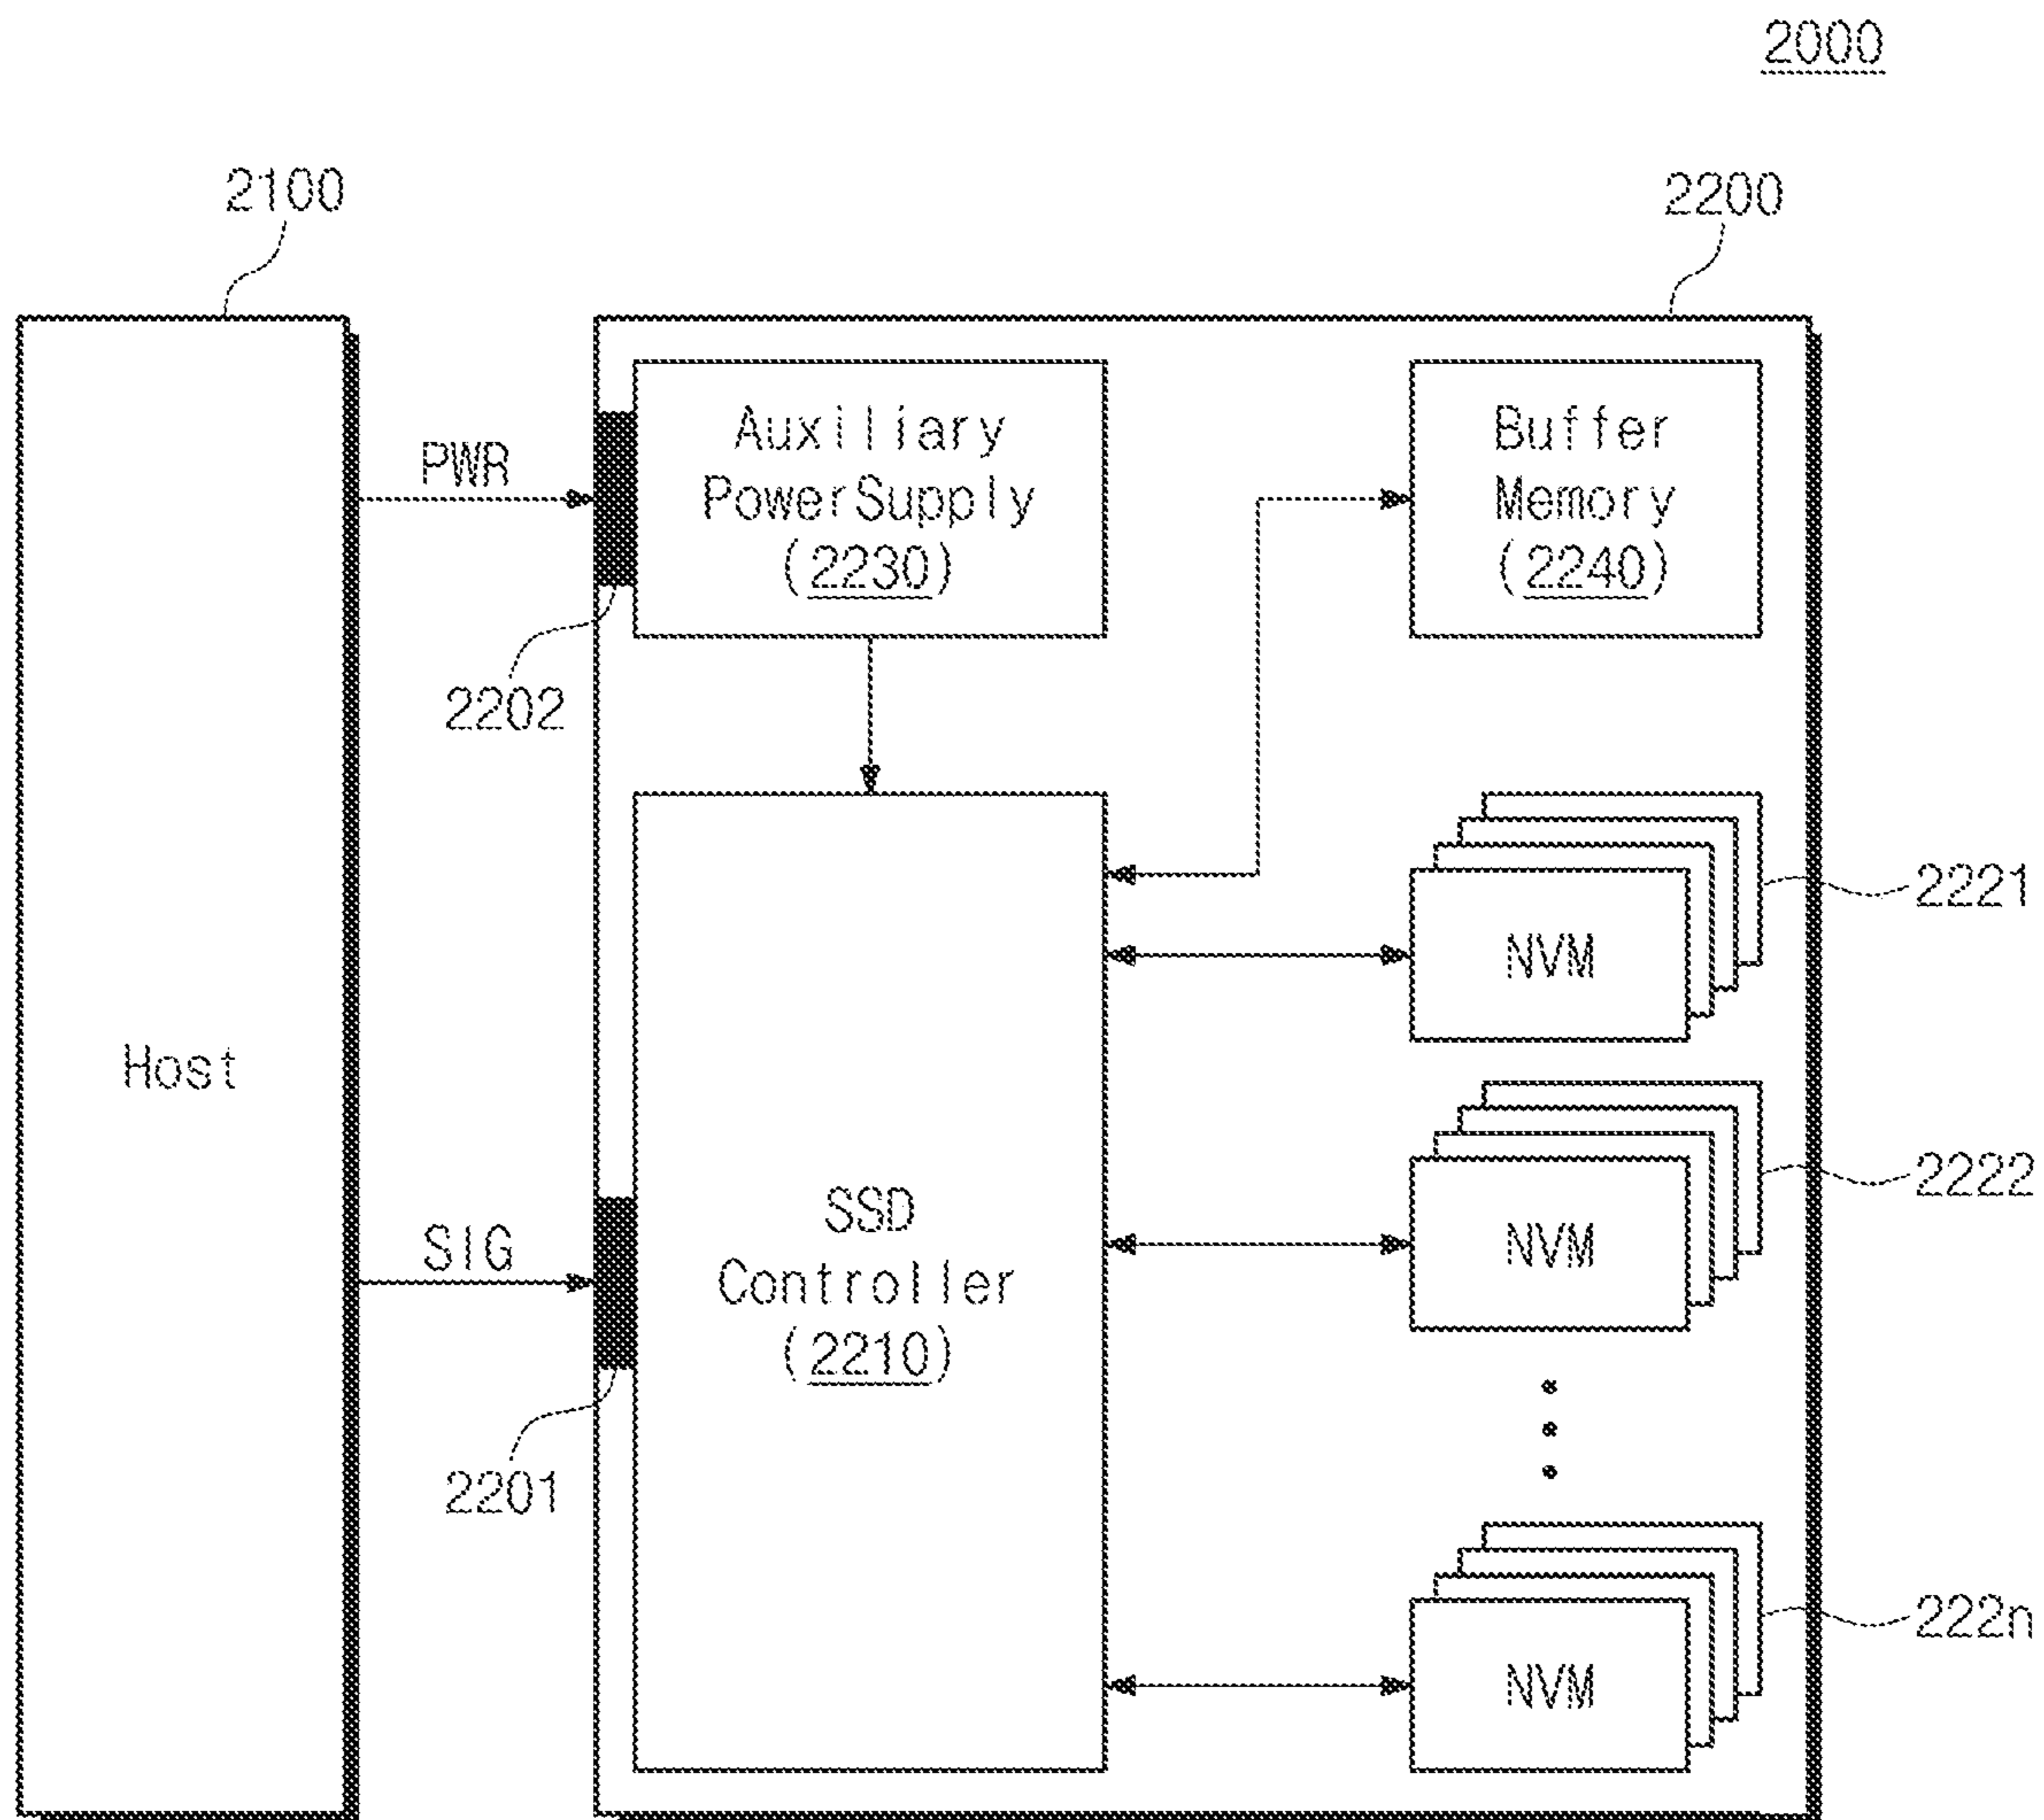 2000
2100
2200
Auxiliary
PowerSupply
(2230)
Buffer
Memory
(2240)
PWR
2202
2221
NVM
Host
2222
NVM
SSD
Controller
(2210)
SIG
2201
222n
NVM